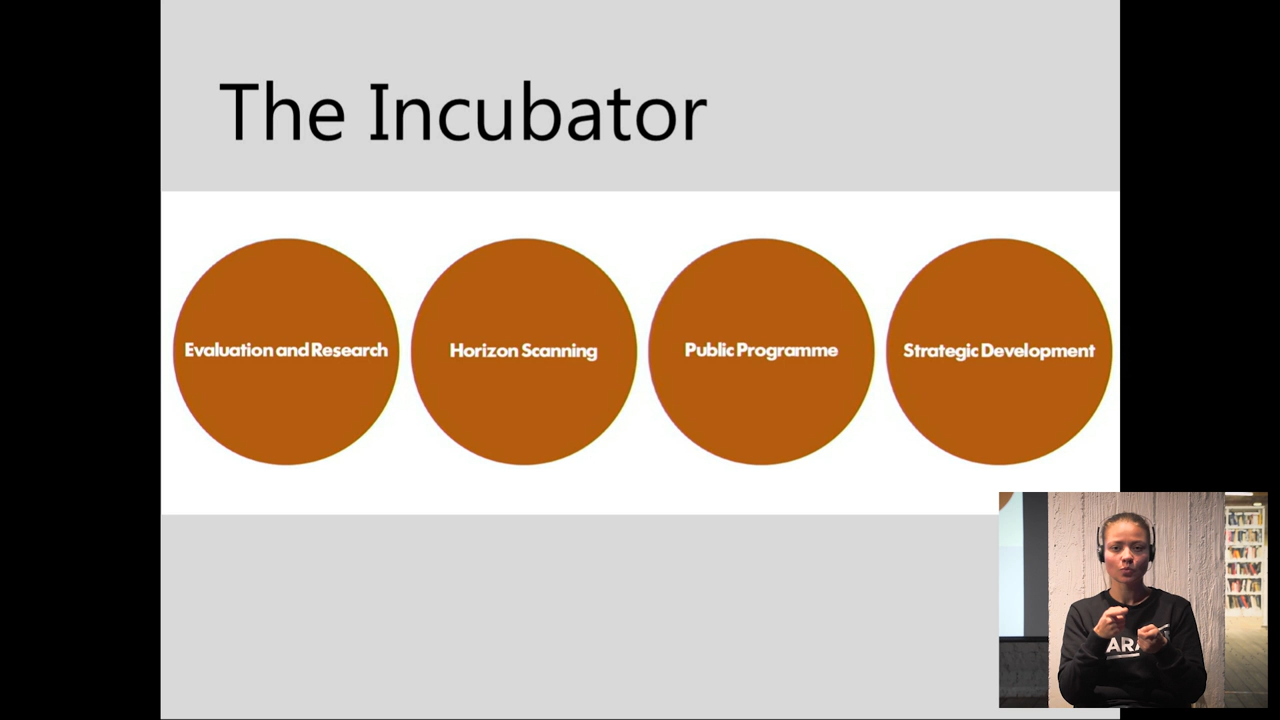 The Incubator
Evaluation and Research
Horizon Scanning
Public Programme
Strategic Development